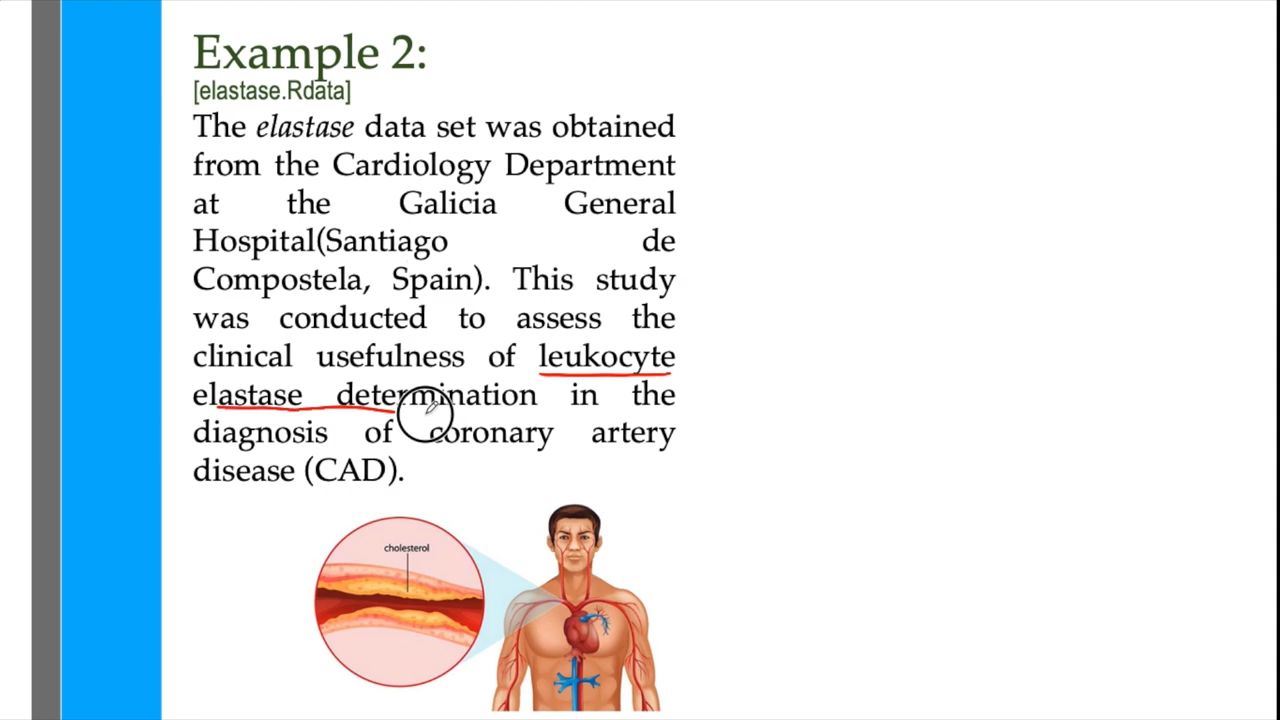 Example 2:
[elastase.Rdata]
The elastase data set was obtained
from the Cardiology Department
at the Galicia General
Hospital(Santiago de
Compostela, Spain). This study
was conducted to assess the
clinical usefulness of leukocyte
elastase determination in the
diagnosis of coronary artery
disease (CAD).
cholesterol